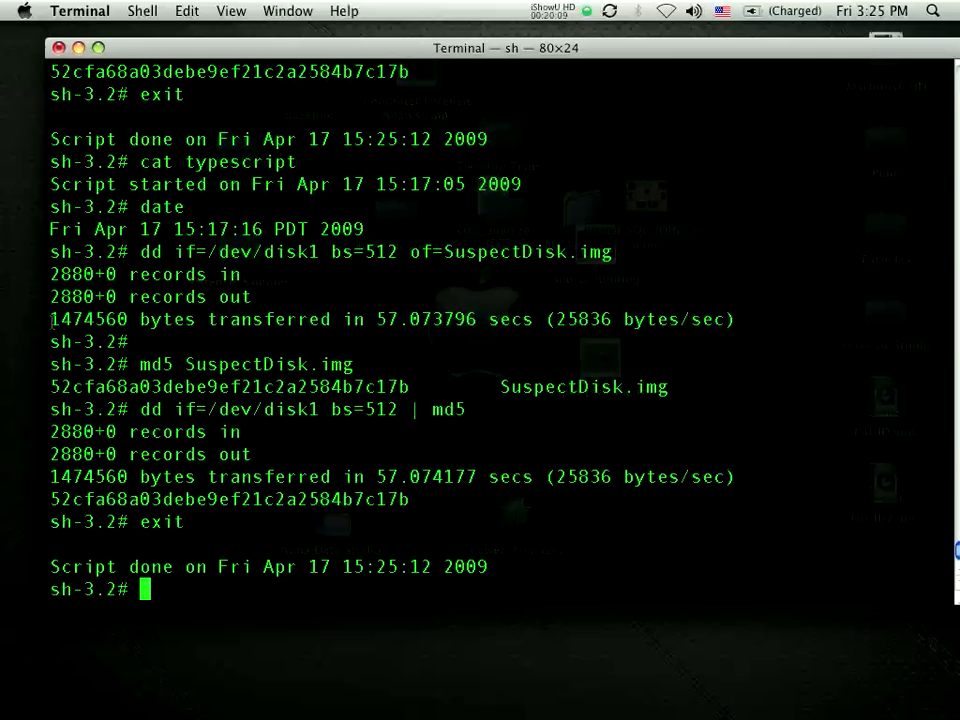 Terminal Shell Edit View Window Help iShowU HD 00:20:09 (Charged) Fri 3:25 PM
Terminal — sh — 80×24
52cfa68a03debe9ef21c2a2584b7c17b
sh-3.2# exit
Script done on Fri Apr 17 15:25:12 2009
sh-3.2# cat typescript
Script started on Fri Apr 17 15:17:05 2009
sh-3.2# date
Fri Apr 17 15:17:16 PDT 2009
sh-3.2# dd if=/dev/disk1 bs=512 of=SuspectDisk.img
2880+0 records in
2880+0 records out
1474560 bytes transferred in 57.073796 secs (25836 bytes/sec)
sh-3.2#
sh-3.2# md5 SuspectDisk.img
52cfa68a03debe9ef21c2a2584b7c17b SuspectDisk.img
sh-3.2# dd if=/dev/disk1 bs=512 | md5
2880+0 records in
2880+0 records out
1474560 bytes transferred in 57.074177 secs (25836 bytes/sec)
52cfa68a03debe9ef21c2a2584b7c17b
sh-3.2# exit
Script done on Fri Apr 17 15:25:12 2009
sh-3.2#